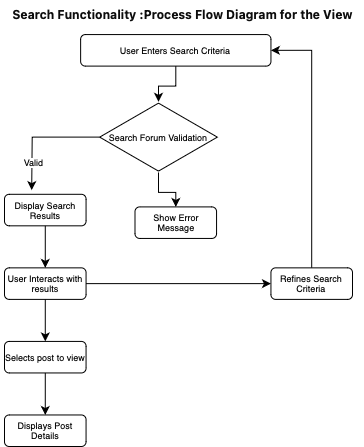 Search Functionality :Process Flow Diagram for the View
User Enters Search Criteria
Search Forum Validation
Valid
Display Search
Results
Show Error
Message
User Interacts with
results
Refines Search
Criteria
Selects post to view
Displays Post
Details